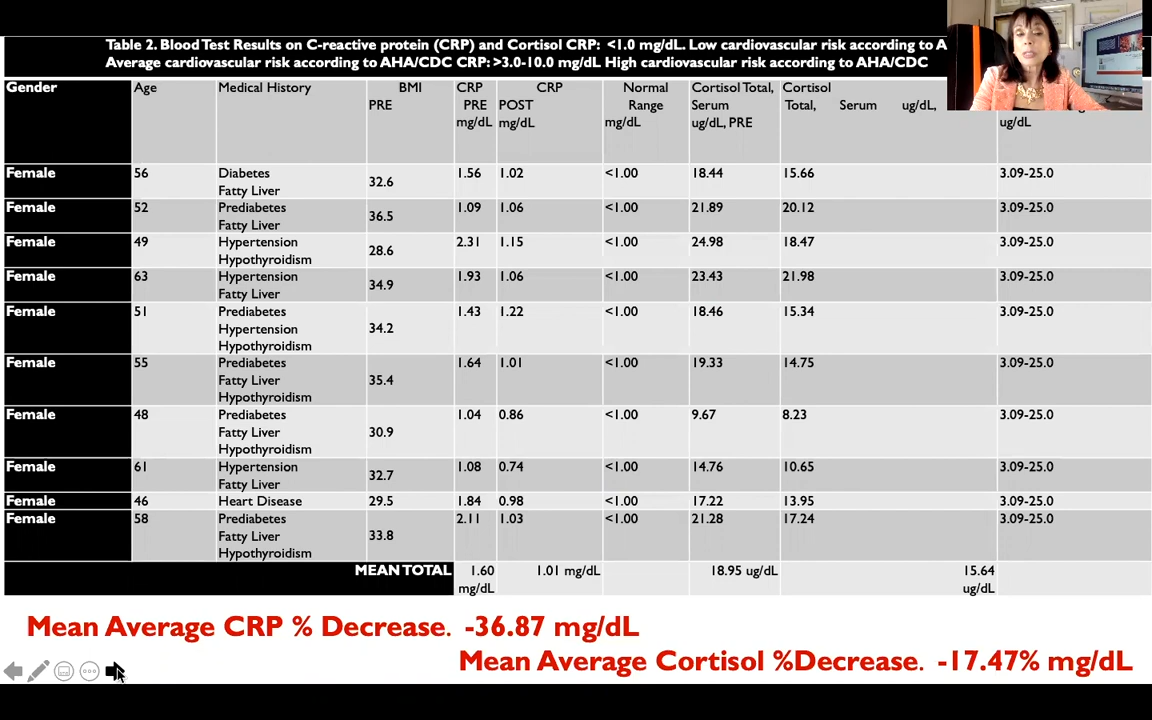 Table 2. Blood Test Results on C-reactive protein (CRP) and Cortisol CRP: <1.0 mg/dL. Low cardiovascular risk according to A
Average cardiovascular risk according to AHA/CDC CRP: >3.0-10.0 mg/dL High cardiovascular risk according to AHA/CDC
Gender Age Medical History BMI CRP CRP Normal Cortisol Total, Cortisol
PRE PRE POST Range Serum Total, Serum ug/dL,
mg/dL mg/dL mg/dL ug/dL, PRE ug/dL
Female 56 Diabetes 32.6 1.56 1.02 <1.00 18.44 15.66 3.09-25.0
Fatty Liver
Female 52 Prediabetes 36.5 1.09 1.06 <1.00 21.89 20.12 3.09-25.0
Fatty Liver
Female 49 Hypertension 28.6 2.31 1.15 <1.00 24.98 18.47 3.09-25.0
Hypothyroidism
Female 63 Hypertension 34.9 1.93 1.06 <1.00 23.43 21.98 3.09-25.0
Fatty Liver
Female 51 Prediabetes 34.2 1.43 1.22 <1.00 18.46 15.34 3.09-25.0
Hypertension
Hypothyroidism
Female 55 Prediabetes 35.4 1.64 1.01 <1.00 19.33 14.75 3.09-25.0
Fatty Liver
Hypothyroidism
Female 48 Prediabetes 30.9 1.04 0.86 <1.00 9.67 8.23 3.09-25.0
Fatty Liver
Hypothyroidism
Female 61 Hypertension 32.7 1.08 0.74 <1.00 14.76 10.65 3.09-25.0
Fatty Liver
Female 46 Heart Disease 29.5 1.84 0.98 <1.00 17.22 13.95 3.09-25.0
Female 58 Prediabetes 33.8 2.11 1.03 <1.00 21.28 17.24 3.09-25.0
Fatty Liver
Hypothyroidism
MEAN TOTAL 1.60 1.01 mg/dL 18.95 ug/dL 15.64
mg/dL ug/dL
Mean Average CRP % Decrease. -36.87 mg/dL
Mean Average Cortisol %Decrease. -17.47% mg/dL